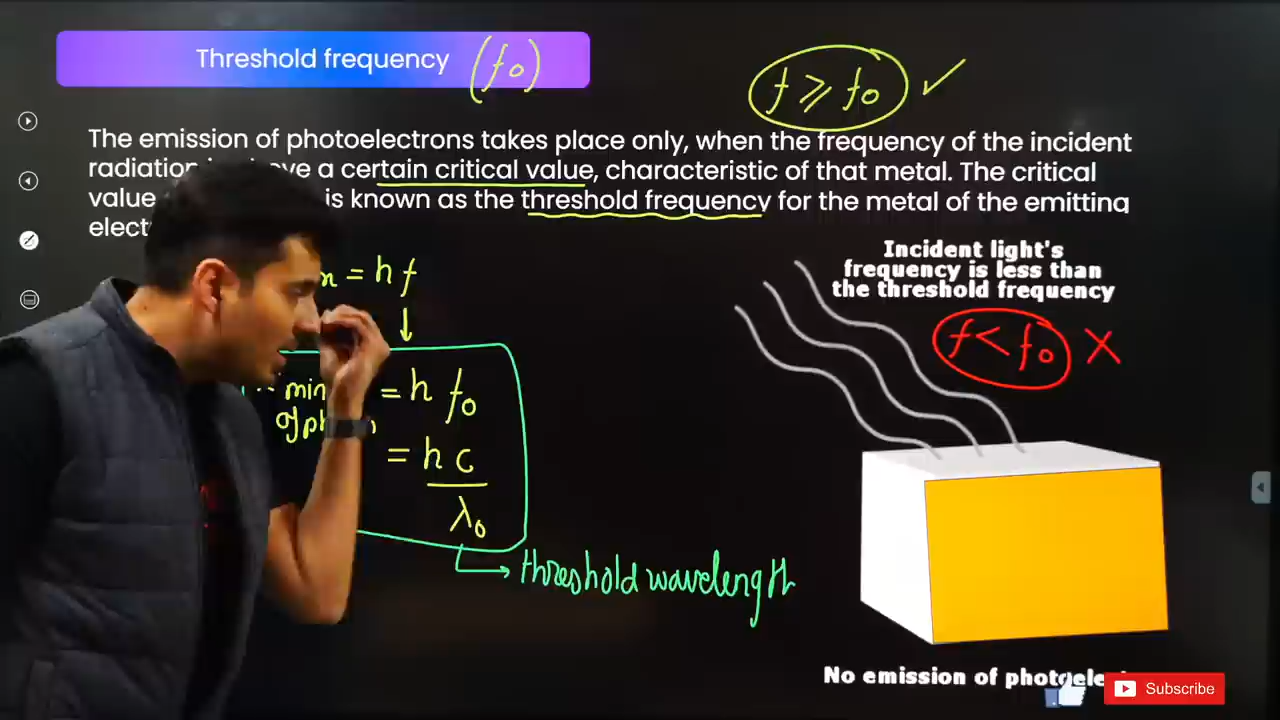 Threshold frequency (f₀)
f ⩾ f₀ ✓
The emission of photoelectrons takes place only, when the frequency of the incident
radiation a certain critical value, characteristic of that metal. The critical
value is known as the threshold frequency for the metal of the emitting
= h f
↓
min = h f₀
= h c
λ₀
→ threshold wavelength
Incident light's
frequency is less than
the threshold frequency
f < f₀ X
No emission of
Subscribe